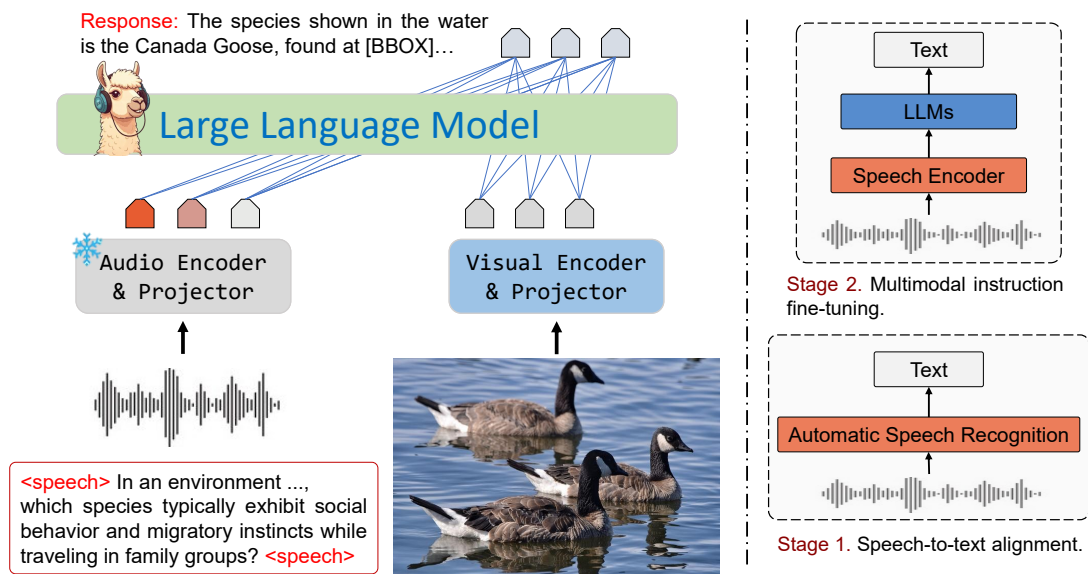 Response: The species shown in the water
is the Canada Goose, found at [BBOX]…
Large Language Model
Audio Encoder
& Projector
Visual Encoder
& Projector
<speech> In an environment ...,
which species typically exhibit social
behavior and migratory instincts while
traveling in family groups? <speech>
Text
LLMs
Speech Encoder
Stage 2. Multimodal instruction
fine-tuning.
Text
Automatic Speech Recognition
Stage 1. Speech-to-text alignment.